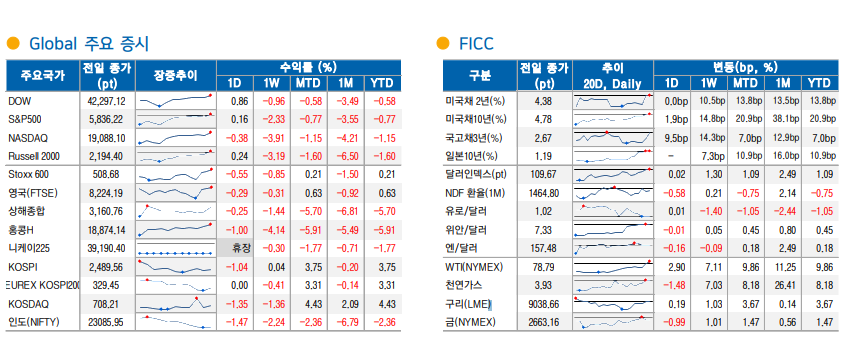 Global 주요 증시
주요국가 전일 종가 (pt) 장중추이 수익률 (%)
1D 1W MTD 1M YTD
DOW 42,297.12 0.86 -0.96 -0.58 -3.49 -0.58
S&P500 5,836.22 0.16 -2.33 -0.77 -3.55 -0.77
NASDAQ 19,088.10 -0.38 -3.91 -1.15 -4.21 -1.15
Russell 2000 2,194.40 0.24 -3.19 -1.60 -6.50 -1.60
Stoxx 600 508.68 -0.55 -0.85 0.21 -1.50 0.21
영국(FTSE) 8,224.19 -0.29 -0.31 0.63 -0.92 0.63
상해종합 3,160.76 -0.25 -1.44 -5.70 -6.81 -5.70
홍콩H 18,874.14 -1.00 -4.14 -5.91 -5.49 -5.91
니케이225 39,190.40 휴장 -0.30 -1.77 -0.71 -1.77
KOSPI 2,489.56 -1.04 0.04 3.75 -0.20 3.75
EUREX KOSPI200 329.45 0.00 -0.41 3.31 -0.14 3.31
KOSDAQ 708.21 -1.35 -1.36 4.43 2.09 4.43
인도(NIFTY) 23085.95 -1.47 -2.24 -2.36 -6.79 -2.36
FICC
구분 전일 종가 (pt) 추이 20D, Daily 변동(bp, %)
1D 1W MTD 1M YTD
미국채 2년(%) 4.38 0.0bp 10.5bp 13.8bp 13.5bp 13.8bp
미국채10년(%) 4.78 1.9bp 14.8bp 20.9bp 38.1bp 20.9bp
국고채3년(%) 2.67 9.5bp 14.3bp 7.0bp 12.9bp 7.0bp
일본10년(%) 1.19 - 7.3bp 10.9bp 16.0bp 10.9bp
달러인덱스(pt) 109.67 0.02 1.30 1.09 2.49 1.09
NDF 환율(1M) 1464.80 -0.58 0.21 -0.75 2.14 -0.75
유로/달러 1.02 0.01 -1.40 -1.05 -2.44 -1.05
위안/달러 7.33 -0.01 0.05 0.45 0.80 0.45
엔/달러 157.48 -0.16 -0.09 0.18 2.49 0.18
WTI(NYMEX) 78.79 2.90 7.11 9.86 11.25 9.86
천연가스 3.93 -1.48 7.03 8.18 26.41 8.18
구리(LME) 9038.66 0.19 1.03 3.67 0.14 3.67
금(NYMEX) 2663.16 -0.99 1.01 1.47 0.56 1.47